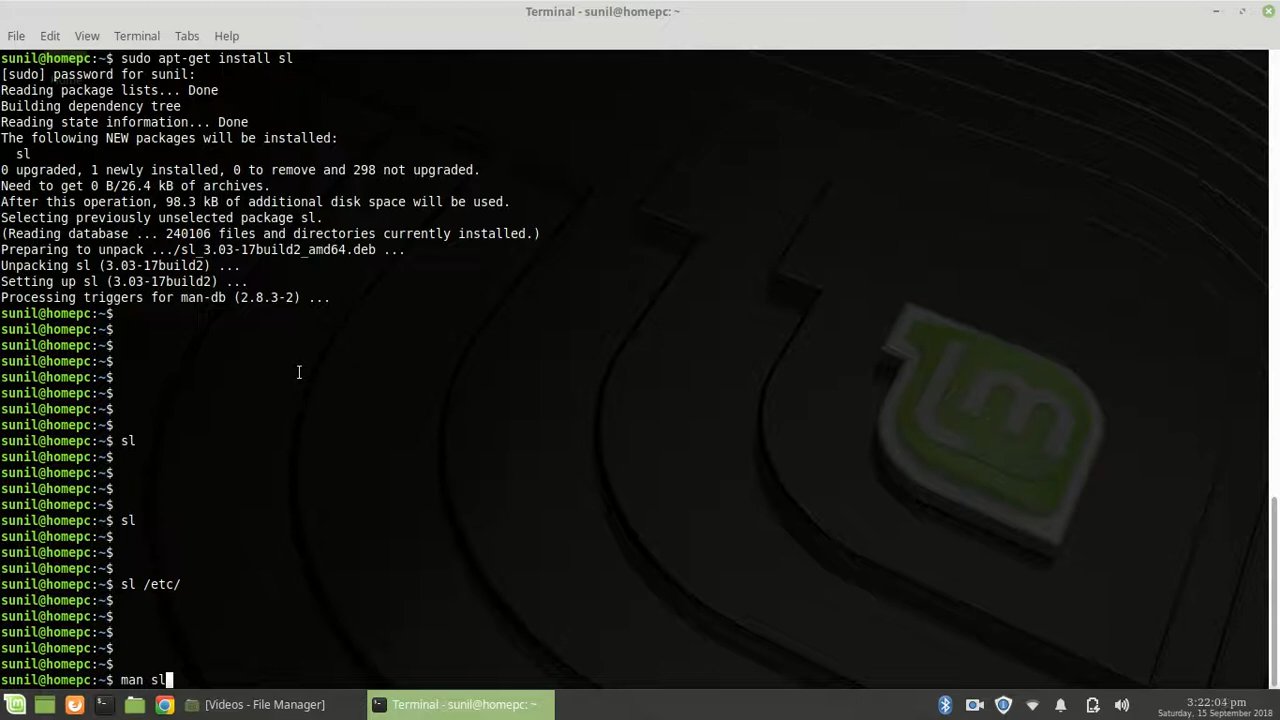 Terminal - sunil@homepc: ~
File Edit View Terminal Tabs Help
sunil@homepc:~$ sudo apt-get install sl
[sudo] password for sunil:
Reading package lists... Done
Building dependency tree
Reading state information... Done
The following NEW packages will be installed:
  sl
0 upgraded, 1 newly installed, 0 to remove and 298 not upgraded.
Need to get 0 B/26.4 kB of archives.
After this operation, 98.3 kB of additional disk space will be used.
Selecting previously unselected package sl.
(Reading database ... 240106 files and directories currently installed.)
Preparing to unpack .../sl_3.03-17build2_amd64.deb ...
Unpacking sl (3.03-17build2) ...
Setting up sl (3.03-17build2) ...
Processing triggers for man-db (2.8.3-2) ...
sunil@homepc:~$
sunil@homepc:~$
sunil@homepc:~$
sunil@homepc:~$
sunil@homepc:~$
sunil@homepc:~$
sunil@homepc:~$
sunil@homepc:~$
sunil@homepc:~$ sl
sunil@homepc:~$
sunil@homepc:~$
sunil@homepc:~$
sunil@homepc:~$
sunil@homepc:~$ sl
sunil@homepc:~$
sunil@homepc:~$
sunil@homepc:~$
sunil@homepc:~$ sl /etc/
sunil@homepc:~$
sunil@homepc:~$
sunil@homepc:~$
sunil@homepc:~$
sunil@homepc:~$
sunil@homepc:~$ man sl
[Videos - File Manager]
Terminal - sunil@homepc: ~
3:22:04 pm
Saturday, 15 September 2018